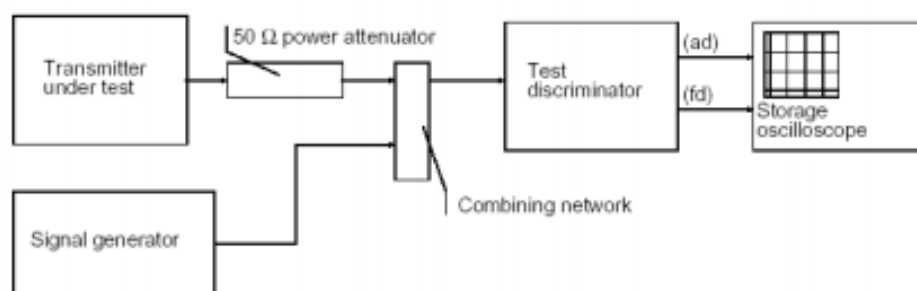 50 Ω power attenuator
Transmitter
under test
Test
discriminator
(ad)
(fd)
Storage
oscilloscope
Combining network
Signal generator